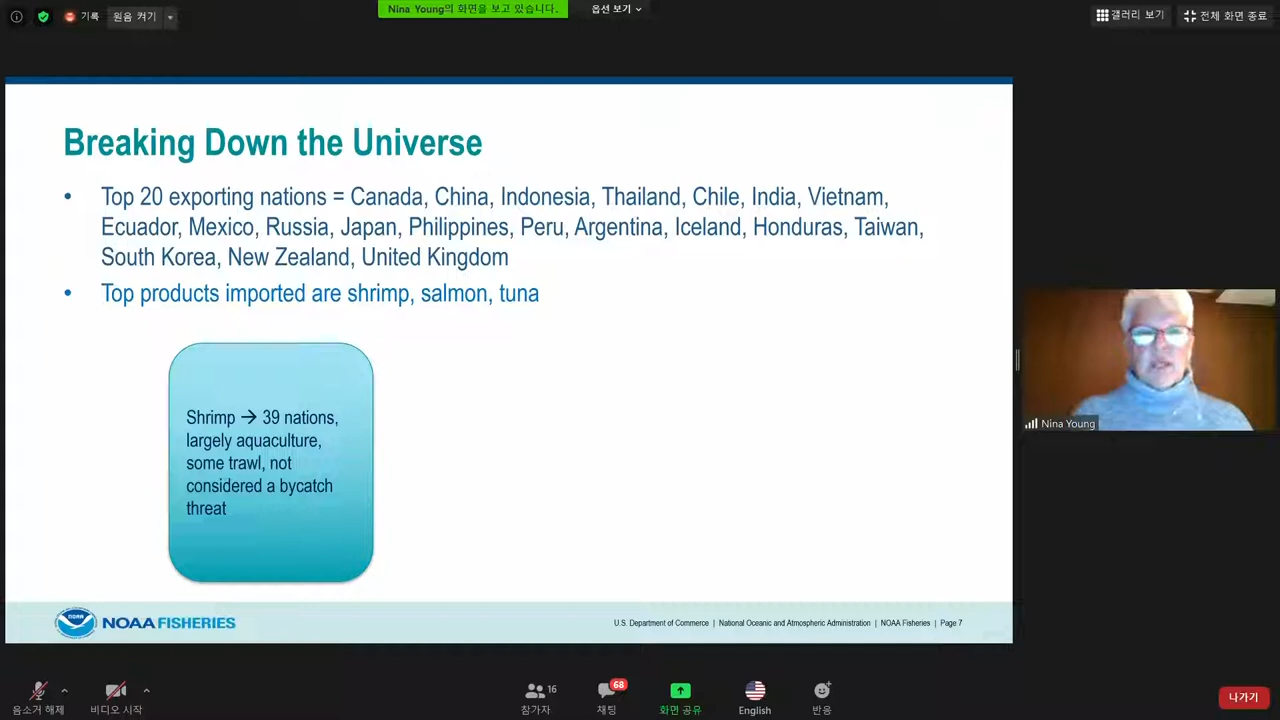 기록
원음 켜기
Nina Young의 화면을 보고 있습니다.
옵션 보기
갤러리 보기
전체 화면 종료
Breaking Down the Universe
• Top 20 exporting nations = Canada, China, Indonesia, Thailand, Chile, India, Vietnam,
Ecuador, Mexico, Russia, Japan, Philippines, Peru, Argentina, Iceland, Honduras, Taiwan,
South Korea, New Zealand, United Kingdom
• Top products imported are shrimp, salmon, tuna
Shrimp → 39 nations,
largely aquaculture,
some trawl, not
considered a bycatch
threat
Nina Young
NOAA
NOAA FISHERIES
U.S. Department of Commerce | National Oceanic and Atmospheric Administration | NOAA Fisheries | Page 7
음소거 해제
비디오 시작
16
참가자
68
채팅
화면 공유
English
반응
나가기